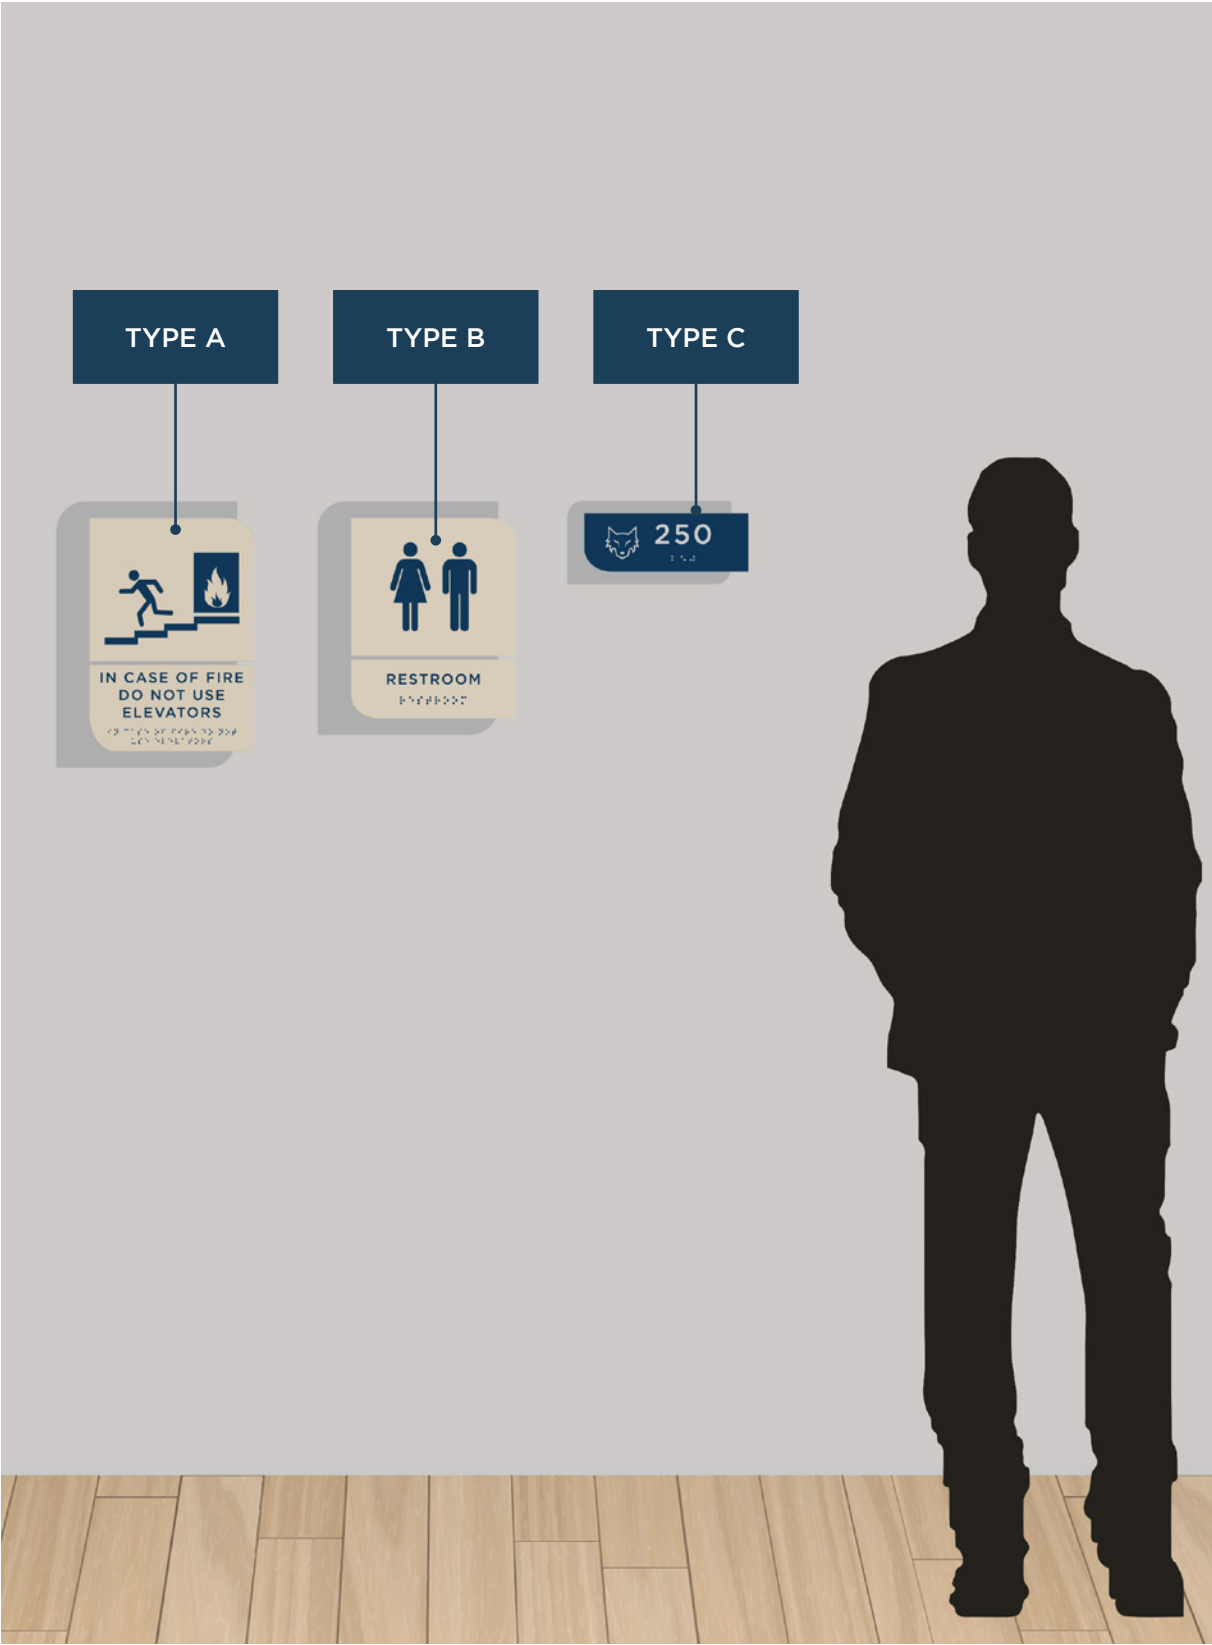 TYPE A
TYPE B
TYPE C
IN CASE OF FIRE
DO NOT USE
ELEVATORS
RESTROOM
250